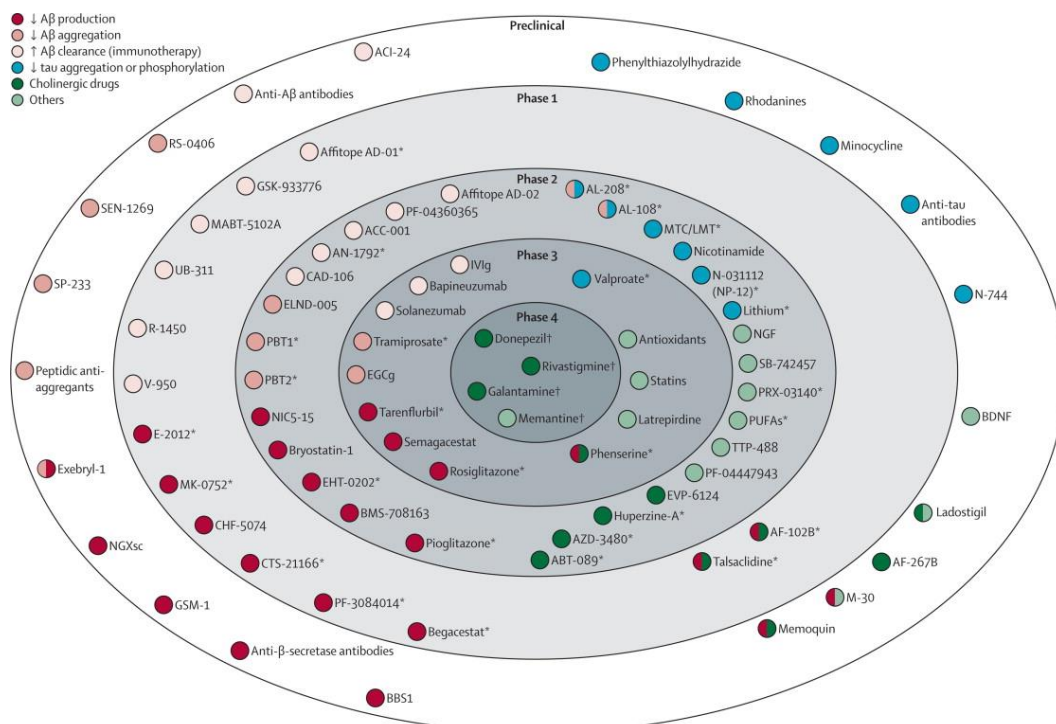 ↓ Aβ production
↓ Aβ aggregation
↑ Aβ clearance (immunotherapy)
↓ tau aggregation or phosphorylation
Cholinergic drugs
Others
Preclinical
ACI-24
Phenylthiazolylhydrazide
Anti-Aβ antibodies
Rhodanines
RS-0406
Minocycline
SEN-1269
Anti-tau
antibodies
SP-233
N-744
Peptidic anti-
aggregants
BDNF
Exebryl-1
Ladostigil
NGXsc
AF-267B
GSM-1
M-30
Memoquin
Anti-β-secretase antibodies
BBS1
Phase 1
Affitope AD-01*
GSK-933776
MABT-5102A
UB-311
R-1450
V-950
E-2012*
MK-0752*
CHF-5074
CTS-21166*
PF-3084014*
Begacestat*
AF-102B*
Talsaclidine*
Phase 2
Affitope AD-02
AL-208*
PF-04360365
AL-108*
ACC-001
MTC/LMT*
AN-1792*
Nicotinamide
CAD-106
N-031112
(NP-12)*
ELND-005
Lithium*
PBT1*
NGF
SB-742457
PBT2*
PRX-03140*
NIC5-15
PUFAs*
Bryostatin-1
TTP-488
EHT-0202*
PF-04447943
BMS-708163
EVP-6124
Pioglitazone*
Huperzine-A*
AZD-3480*
ABT-089*
Phase 3
IVIg
Bapineuzumab
Valproate*
Solanezumab
Tramiprosate*
Antioxidants
EGCg
Statins
Tarenflurbil*
Latrepirdine
Semagacestat
Phenserine*
Rosiglitazone*
Phase 4
Donepezil†
Rivastigmine†
Galantamine†
Memantine†